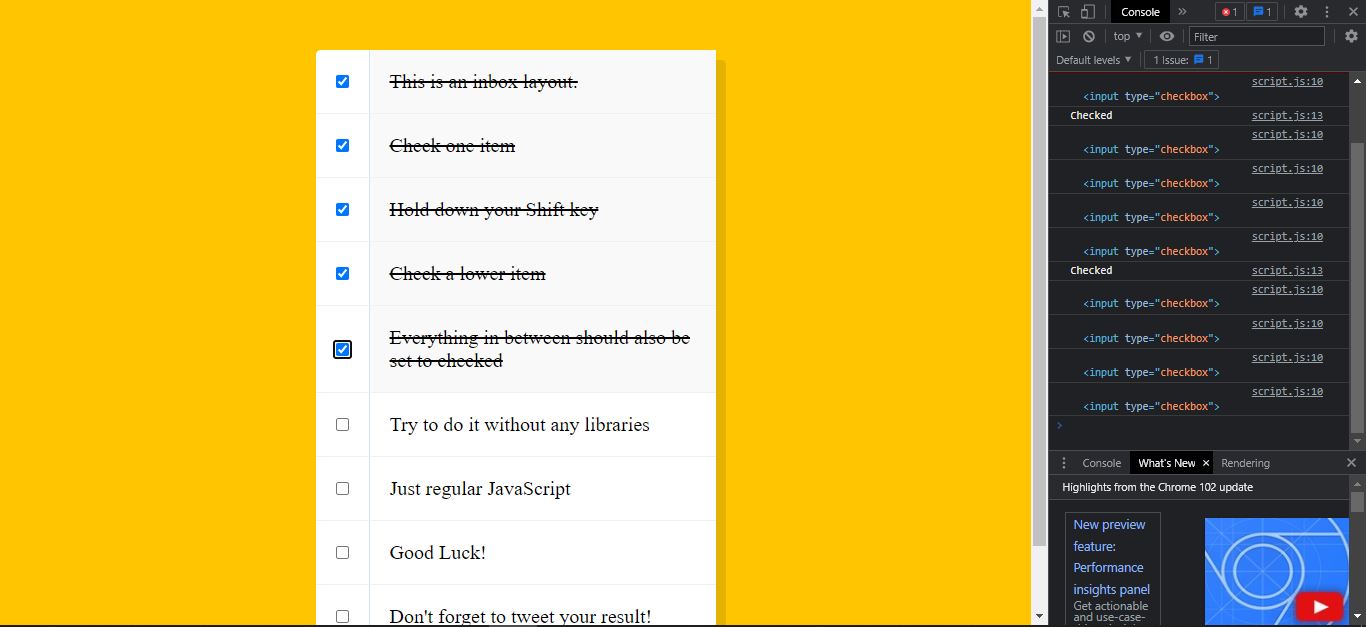 This is an inbox layout.
Check one item
Hold down your Shift key
Check a lower item
Everything in between should also be
set to checked
Try to do it without any libraries
Just regular JavaScript
Good Luck!
Don't forget to tweet your result!
Console
1
1
top
Filter
Default levels
1 Issue:
1
script.js:10
<input type="checkbox">
Checked
script.js:13
script.js:10
<input type="checkbox">
script.js:10
<input type="checkbox">
script.js:10
<input type="checkbox">
script.js:10
<input type="checkbox">
Checked
script.js:13
script.js:10
<input type="checkbox">
script.js:10
<input type="checkbox">
script.js:10
<input type="checkbox">
script.js:10
<input type="checkbox">
Console
What's New
Rendering
Highlights from the Chrome 102 update
New preview
feature:
Performance
insights panel
Get actionable
and use-case-